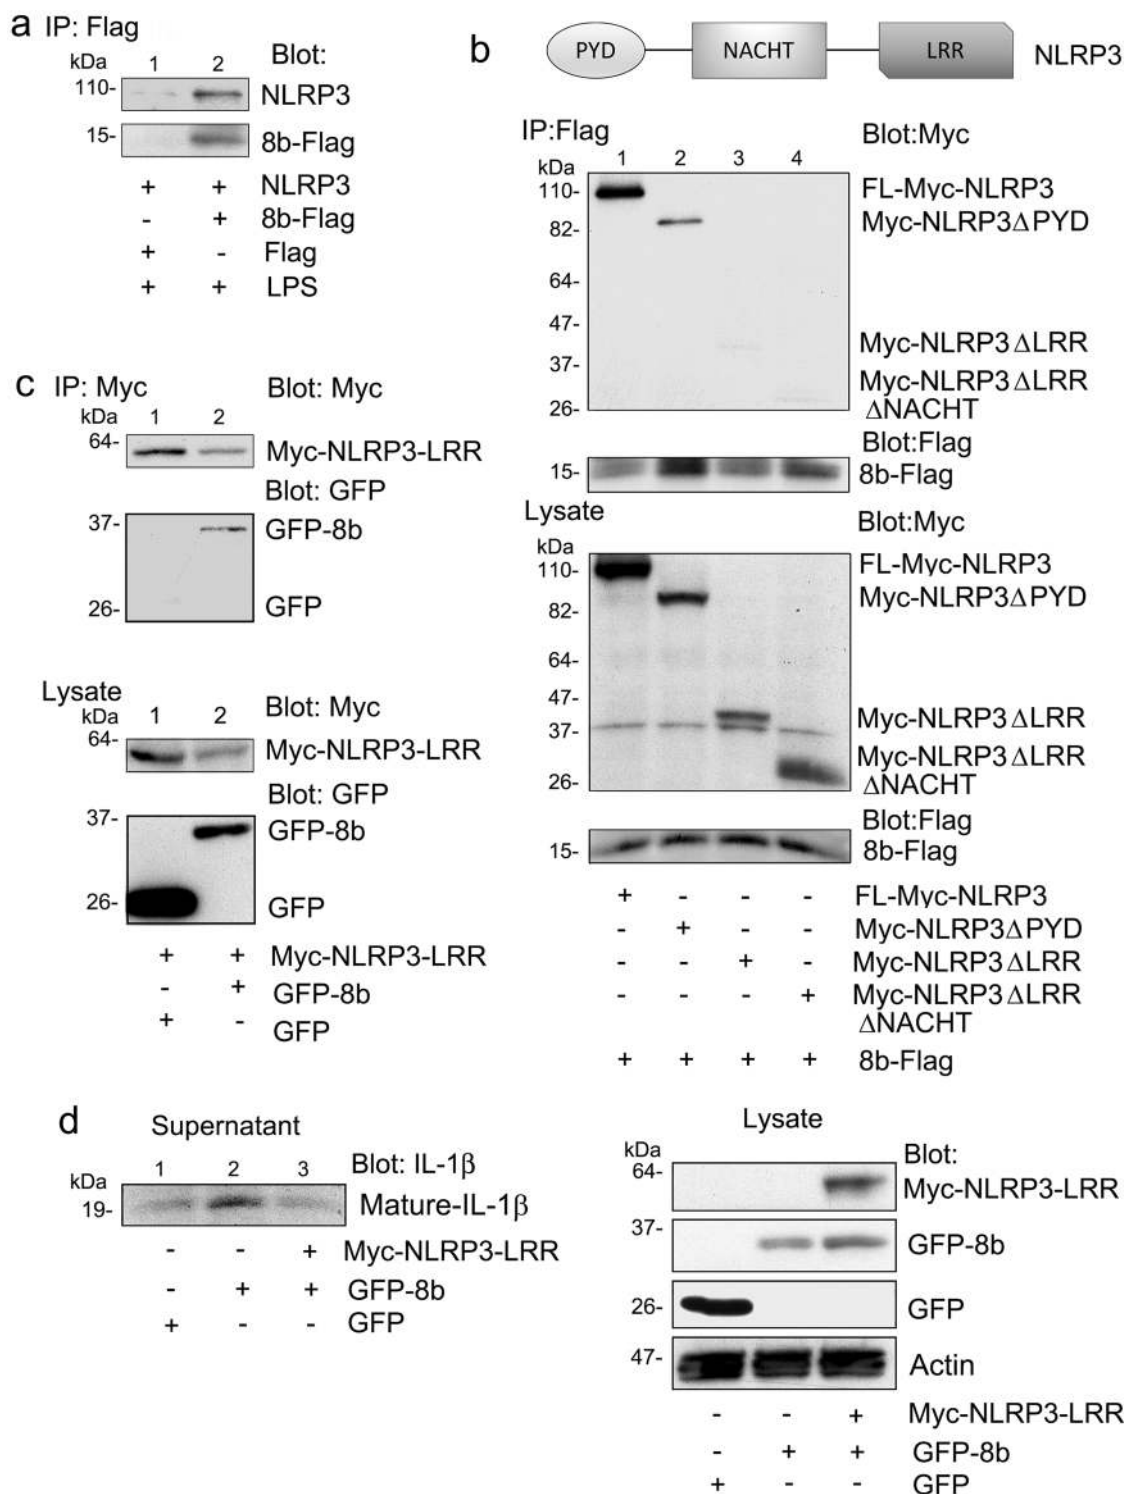 a IP: Flag
kDa 1 2 Blot:
110- NLRP3
15- 8b-Flag
+ + NLRP3
- + 8b-Flag
+ - Flag
+ + LPS
b PYD NACHT LRR NLRP3
IP:Flag Blot:Myc
kDa 1 2 3 4
110- FL-Myc-NLRP3
82- Myc-NLRP3ΔPYD
64-
47- Myc-NLRP3ΔLRR
37- Myc-NLRP3ΔLRR
26- ΔNACHT
Blot:Flag
15- 8b-Flag
Lysate Blot:Myc
kDa
110- FL-Myc-NLRP3
82- Myc-NLRP3ΔPYD
64-
47- Myc-NLRP3ΔLRR
37- Myc-NLRP3ΔLRR
26- ΔNACHT
Blot:Flag
15- 8b-Flag
+ - - - FL-Myc-NLRP3
- + - - Myc-NLRP3ΔPYD
- - + - Myc-NLRP3ΔLRR
- - - + Myc-NLRP3ΔLRR
ΔNACHT
+ + + + 8b-Flag
c IP: Myc Blot: Myc
kDa 1 2
64- Myc-NLRP3-LRR
Blot: GFP
37- GFP-8b
26- GFP
Lysate
kDa 1 2 Blot: Myc
64- Myc-NLRP3-LRR
Blot: GFP
37- GFP-8b
26- GFP
+ + Myc-NLRP3-LRR
- + GFP-8b
+ - GFP
d Supernatant
kDa 1 2 3 Blot: IL-1β
19- Mature-IL-1β
- - + Myc-NLRP3-LRR
- + + GFP-8b
+ - - GFP
Lysate
kDa Blot:
64- Myc-NLRP3-LRR
37- GFP-8b
26- GFP
47- Actin
- - + Myc-NLRP3-LRR
- + + GFP-8b
+ - - GFP